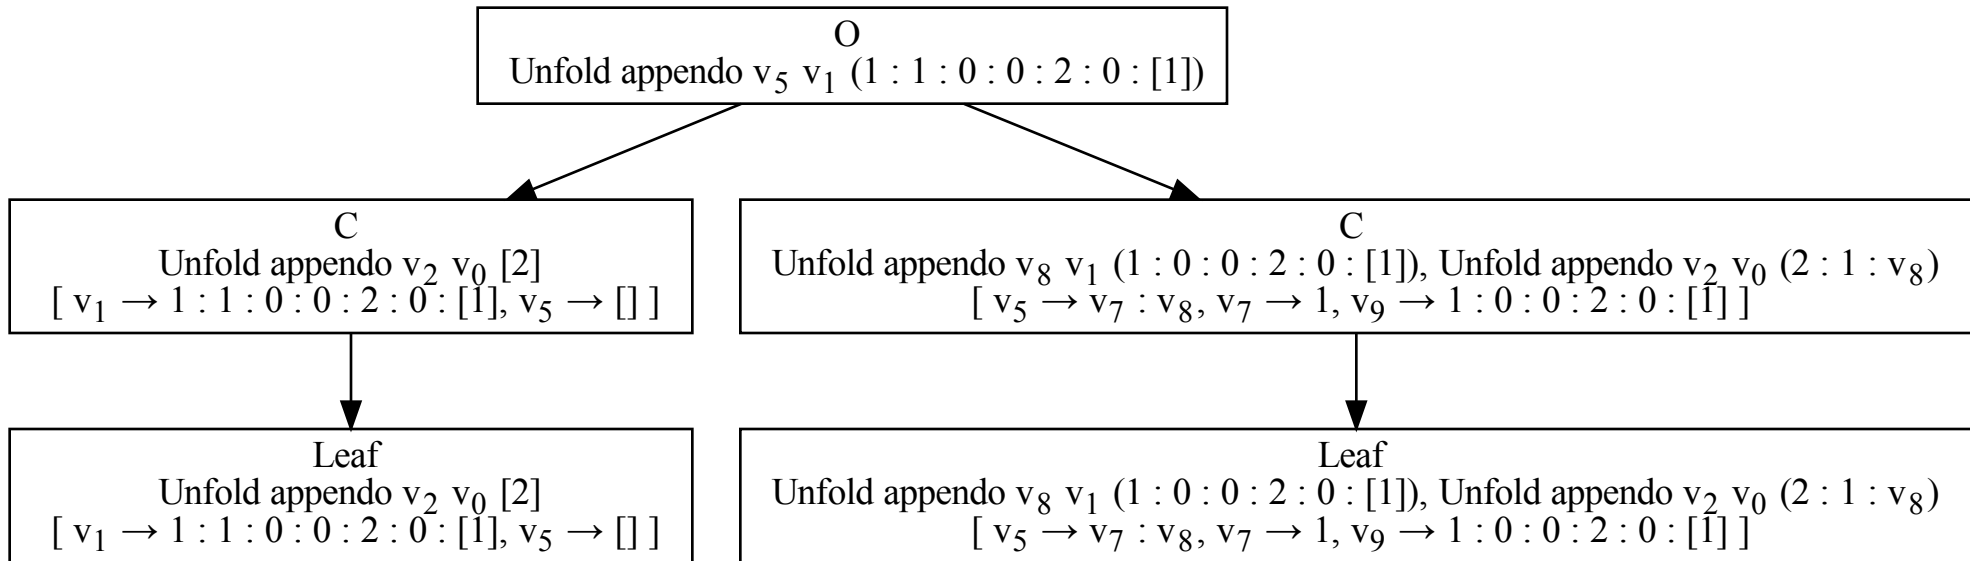 O
Unfold appendo v₅ v₁ (1 : 1 : 0 : 0 : 2 : 0 : [1])
C
Unfold appendo v₂ v₀ [2]
[ v₁ → 1 : 1 : 0 : 0 : 2 : 0 : [1], v₅ → [] ]
C
Unfold appendo v₈ v₁ (1 : 0 : 0 : 2 : 0 : [1]), Unfold appendo v₂ v₀ (2 : 1 : v₈)
[ v₅ → v₇ : v₈, v₇ → 1, v₉ → 1 : 0 : 0 : 2 : 0 : [1] ]
Leaf
Unfold appendo v₂ v₀ [2]
[ v₁ → 1 : 1 : 0 : 0 : 2 : 0 : [1], v₅ → [] ]
Leaf
Unfold appendo v₈ v₁ (1 : 0 : 0 : 2 : 0 : [1]), Unfold appendo v₂ v₀ (2 : 1 : v₈)
[ v₅ → v₇ : v₈, v₇ → 1, v₉ → 1 : 0 : 0 : 2 : 0 : [1] ]